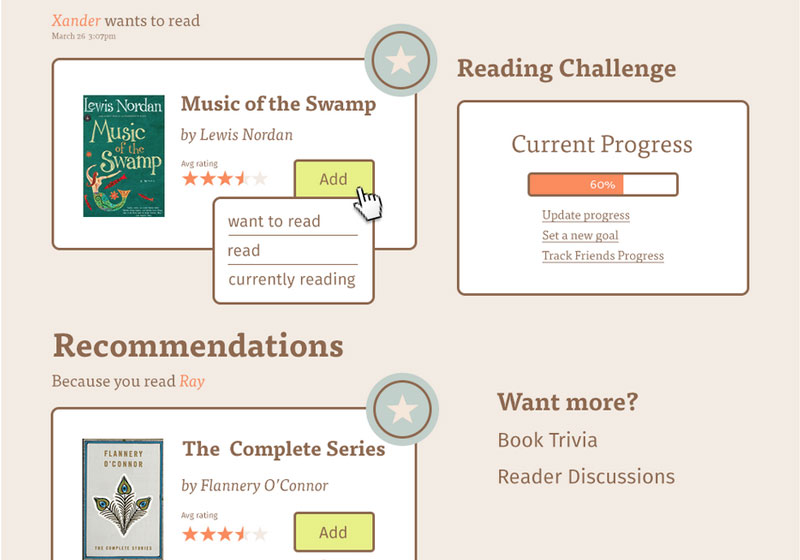 Xander wants to read
March 26 3:07pm
Lewis Nordan
Music
of the
Swamp
A NOVEL
Music of the Swamp
by Lewis Nordan
Avg rating
Add
want to read
read
currently reading
Reading Challenge
Current Progress
60%
Update progress
Set a new goal
Track Friends Progress
Recommendations
Because you read Ray
FLANNERY
O'CONNOR
THE COMPLETE STORIES
The Complete Series
by Flannery O'Connor
Avg rating
Add
Want more?
Book Trivia
Reader Discussions